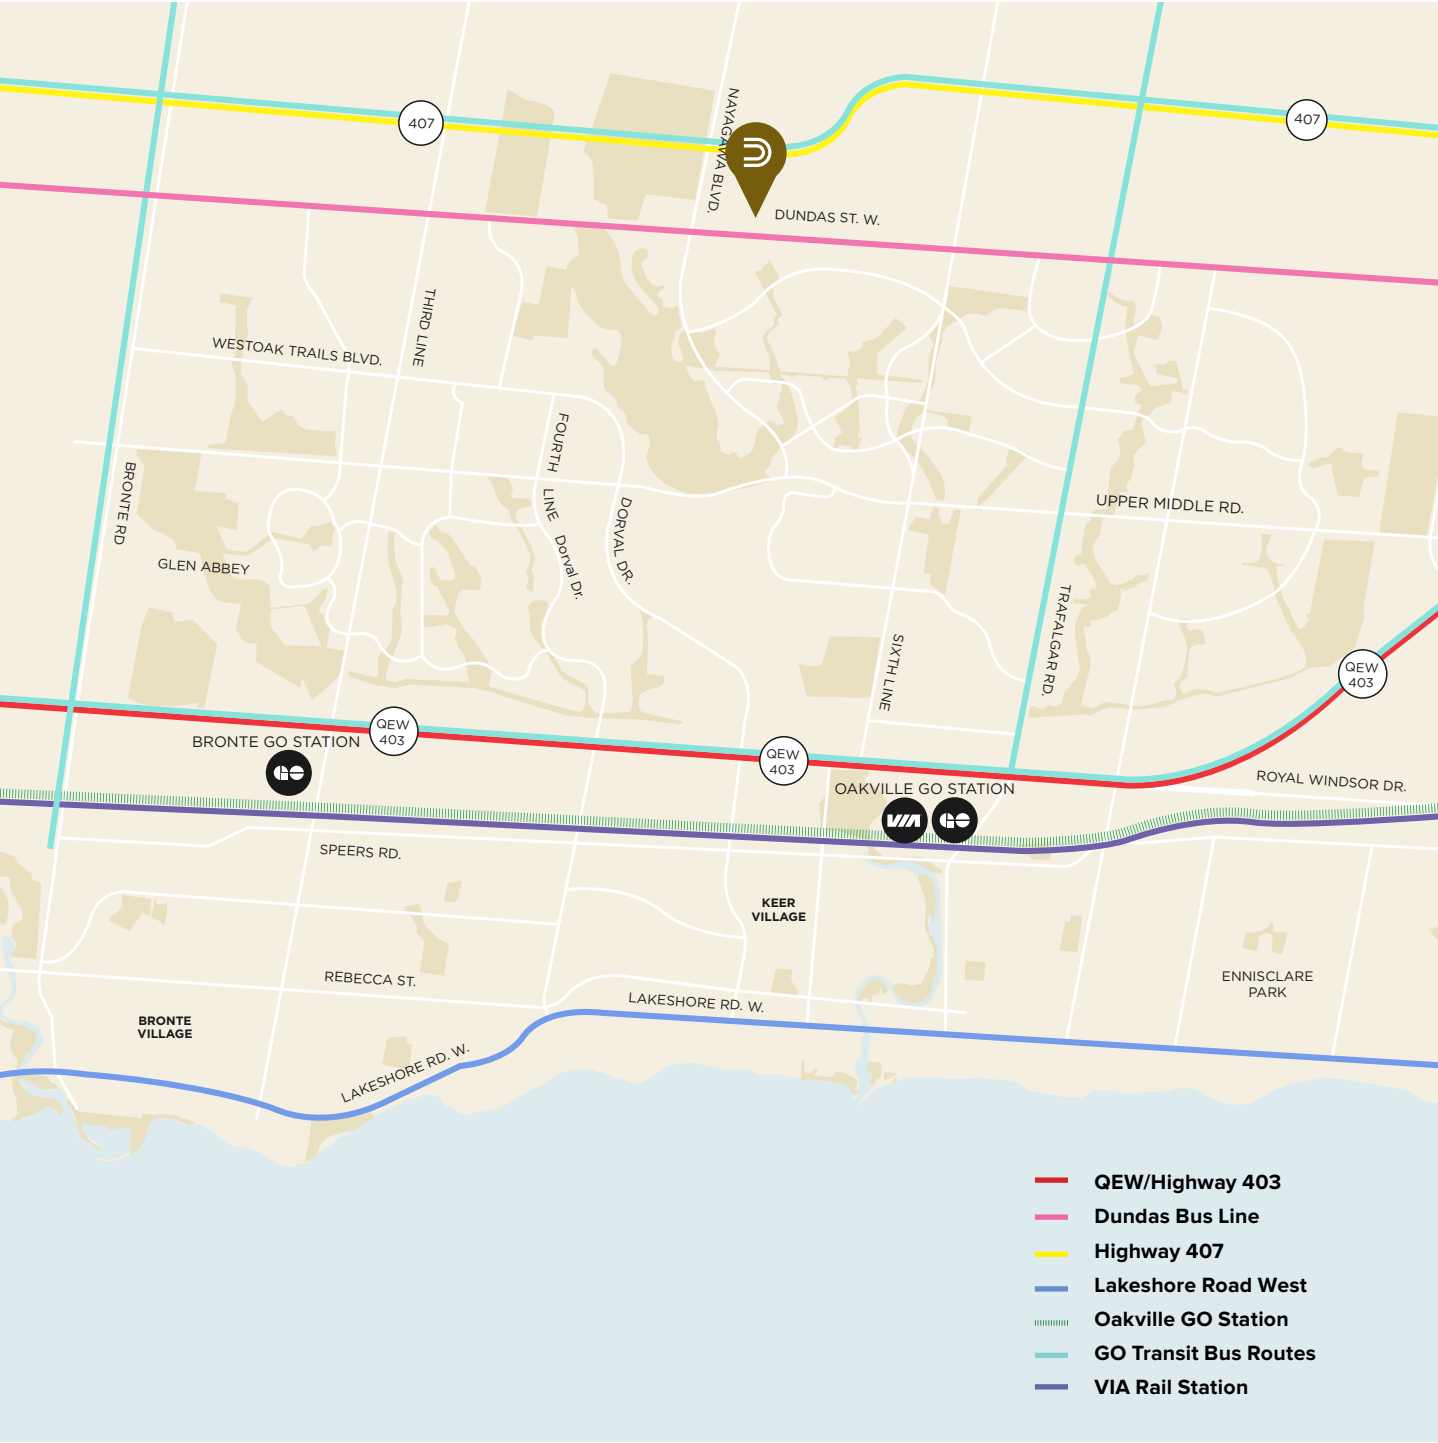 407
407
NAYAGAWA BLVD.
DUNDAS ST. W.
THIRD LINE
WESTOAK TRAILS BLVD.
FOURTH
LINE
Dorval Dr.
DORVAL DR.
BRONTE RD
UPPER MIDDLE RD.
GLEN ABBEY
TRAFALGAR RD.
SIXTH LINE
QEW
403
QEW
403
QEW
403
BRONTE GO STATION
GO
ROYAL WINDSOR DR.
OAKVILLE GO STATION
VIA
GO
SPEERS RD.
KEER
VILLAGE
REBECCA ST.
LAKESHORE RD. W.
ENNISCLARE
PARK
BRONTE
VILLAGE
LAKESHORE RD. W.
QEW/Highway 403
Dundas Bus Line
Highway 407
Lakeshore Road West
Oakville GO Station
GO Transit Bus Routes
VIA Rail Station